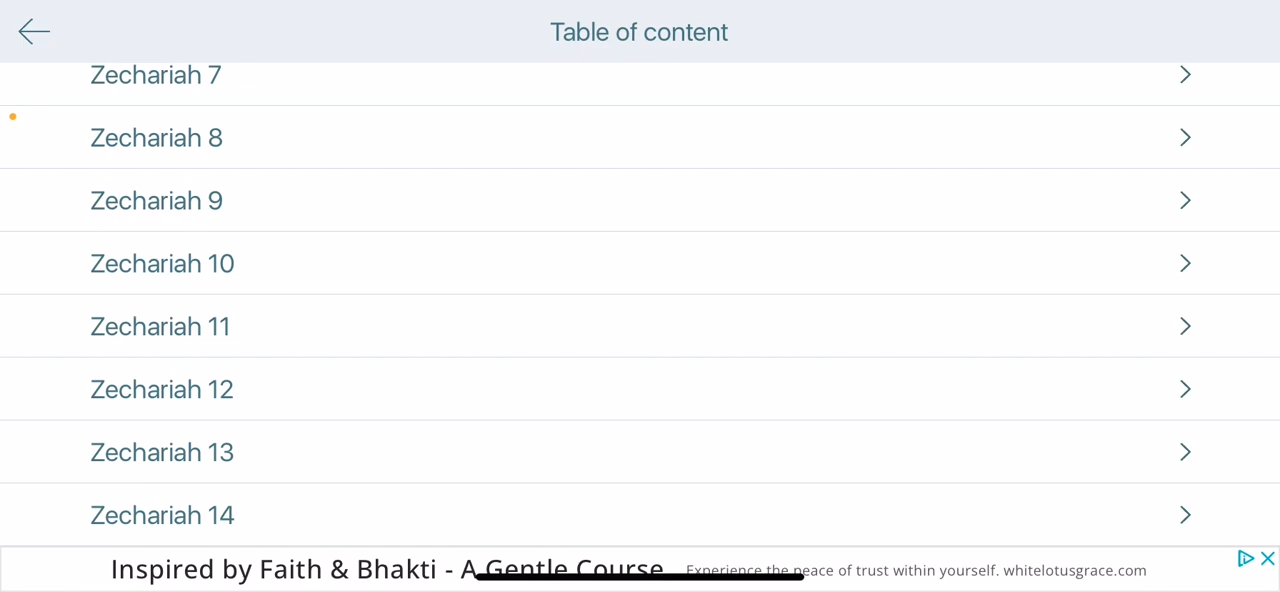 Table of content
Zechariah 7
Zechariah 8
Zechariah 9
Zechariah 10
Zechariah 11
Zechariah 12
Zechariah 13
Zechariah 14
Inspired by Faith & Bhakti - A Gentle Course Experience the peace of trust within yourself. whitelotusgrace.com